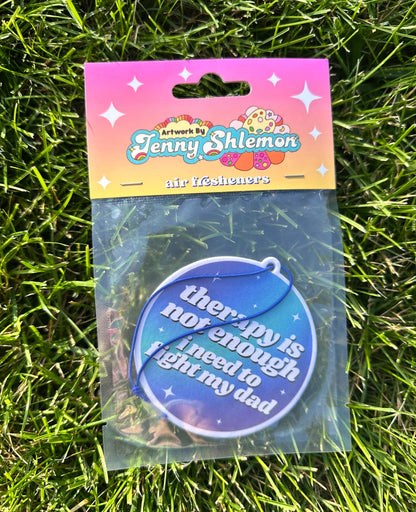 Artwork By
Jenny Shlemon
air fresheners
therapy is
not enough
i need to
fight my dad